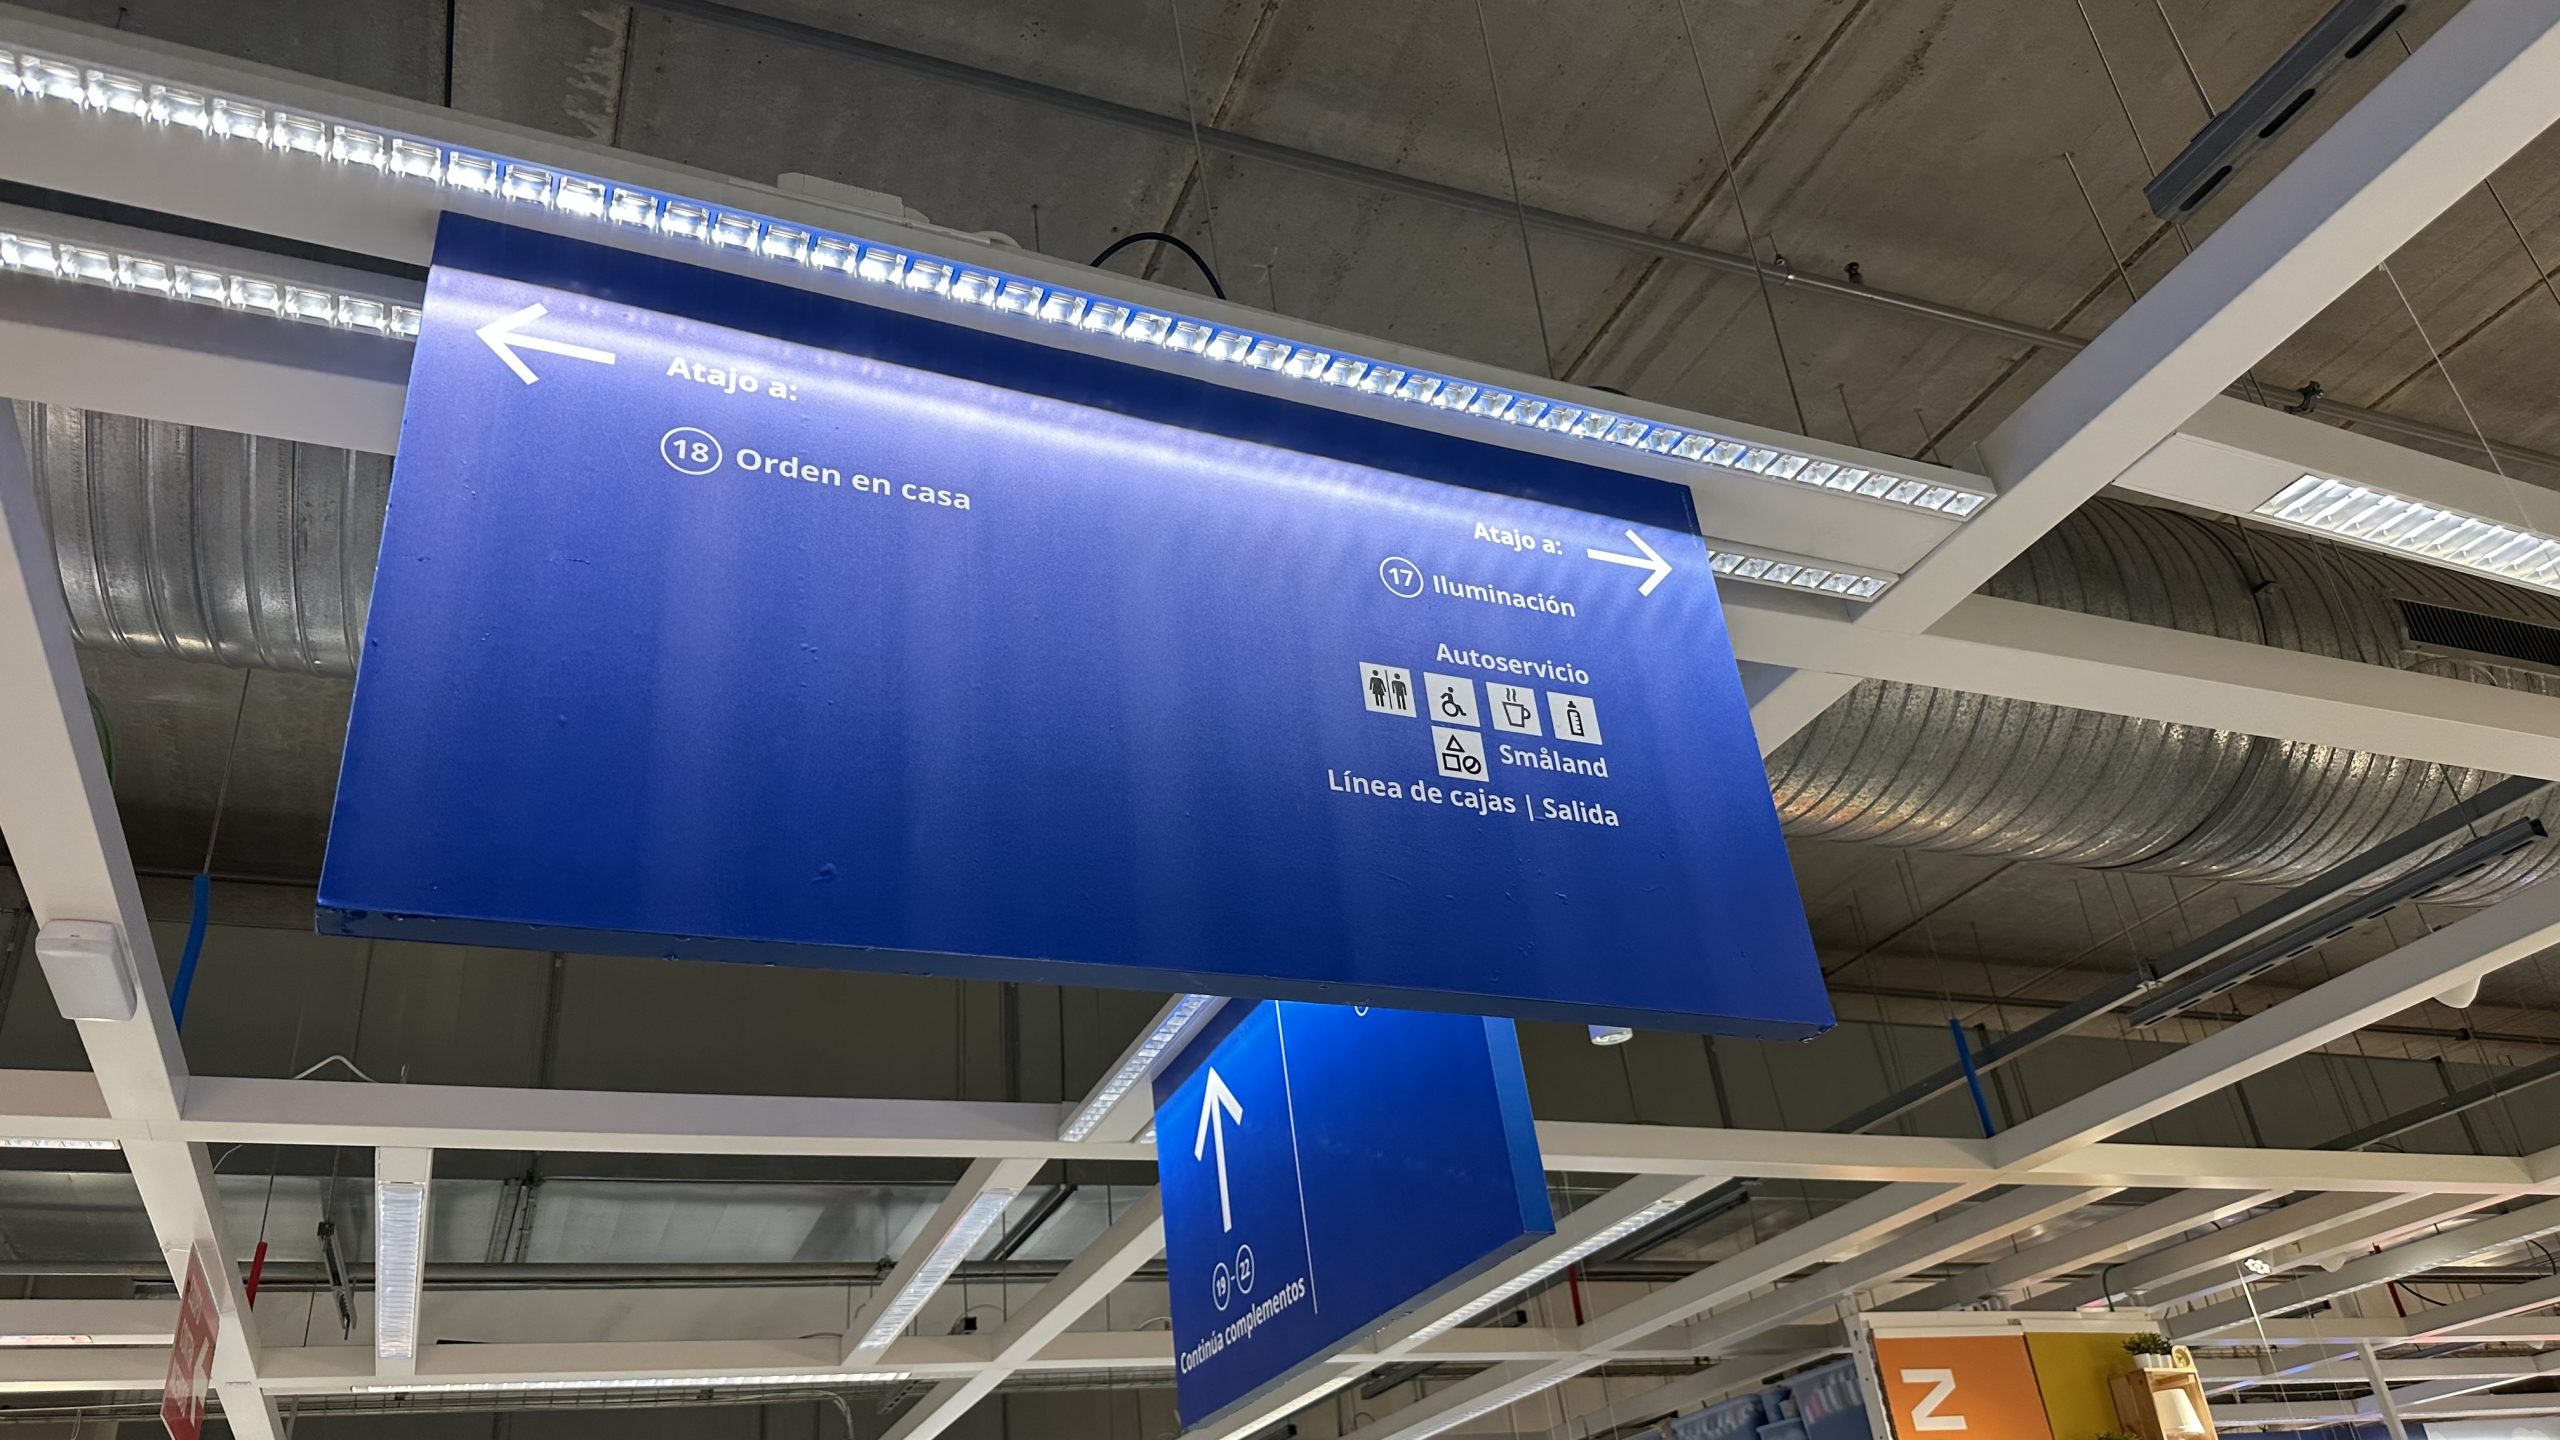 Atajo a:
18 Orden en casa
Atajo a:
17 Iluminación
Autoservicio
Småland
Línea de cajas | Salida
19 - 22
Continúa complementos
N